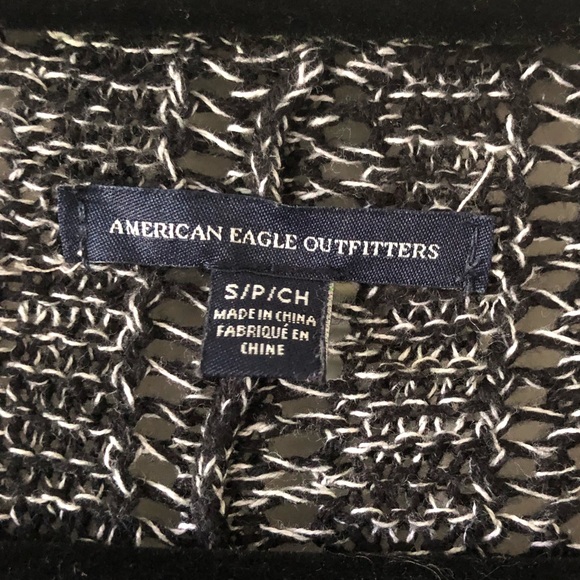 AMERICAN EAGLE OUTFITTERS
S/P/CH
MADE IN CHINA
FABRIQUÉ EN
CHINE